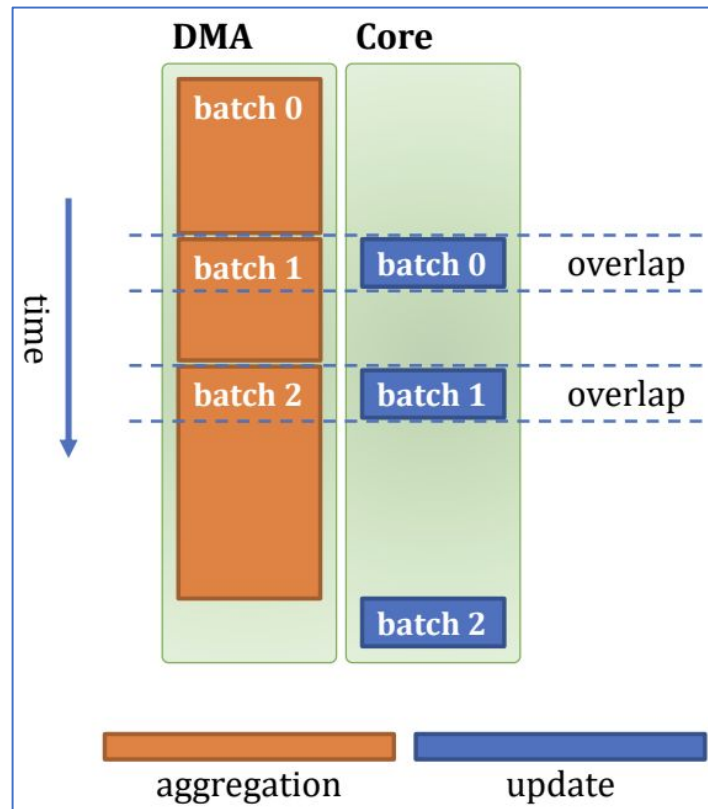 DMA Core
batch 0
batch 1
batch 0
overlap
time
batch 2
batch 1
overlap
batch 2
aggregation
update